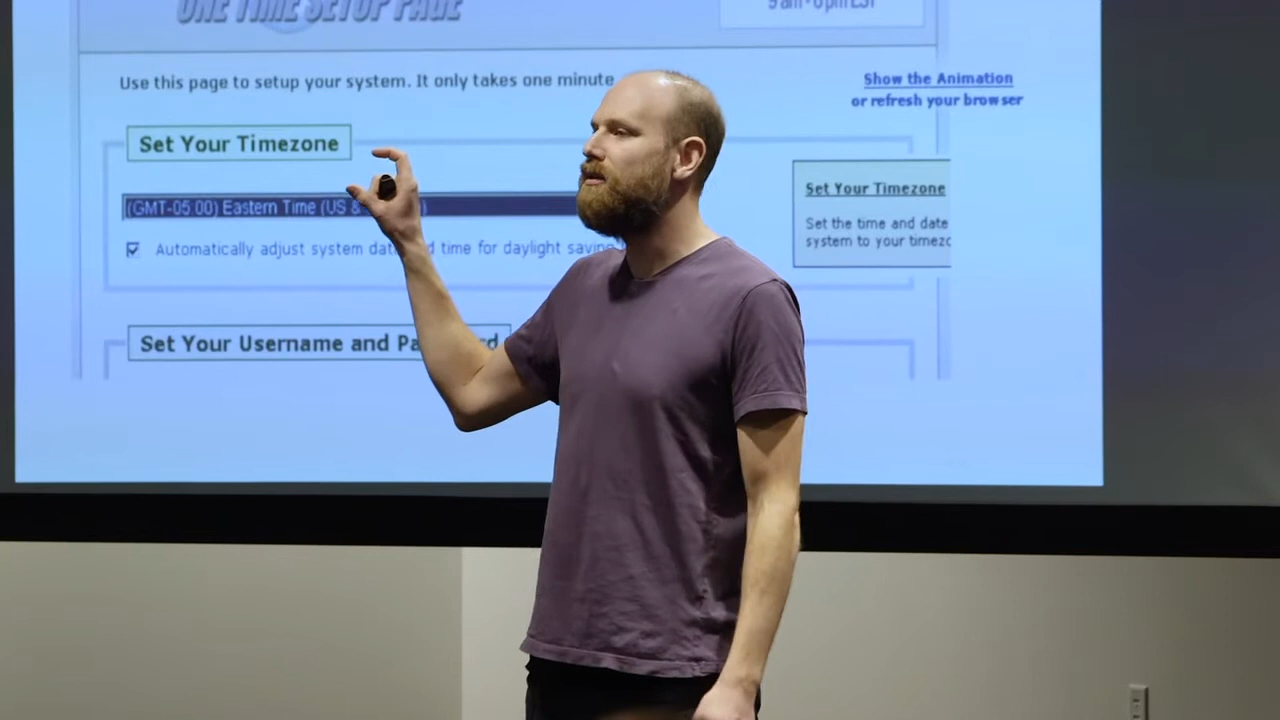 ONE TIME SETUP PAGE
9am-6pm EST
Use this page to setup your system. It only takes one minute
Show the Animation
or refresh your browser
Set Your Timezone
(GMT-05:00) Eastern Time (US &
Automatically adjust system dat d time for daylight saving
Set Your Timezone
Set the time and date
system to your timezo
Set Your Username and Pa rd